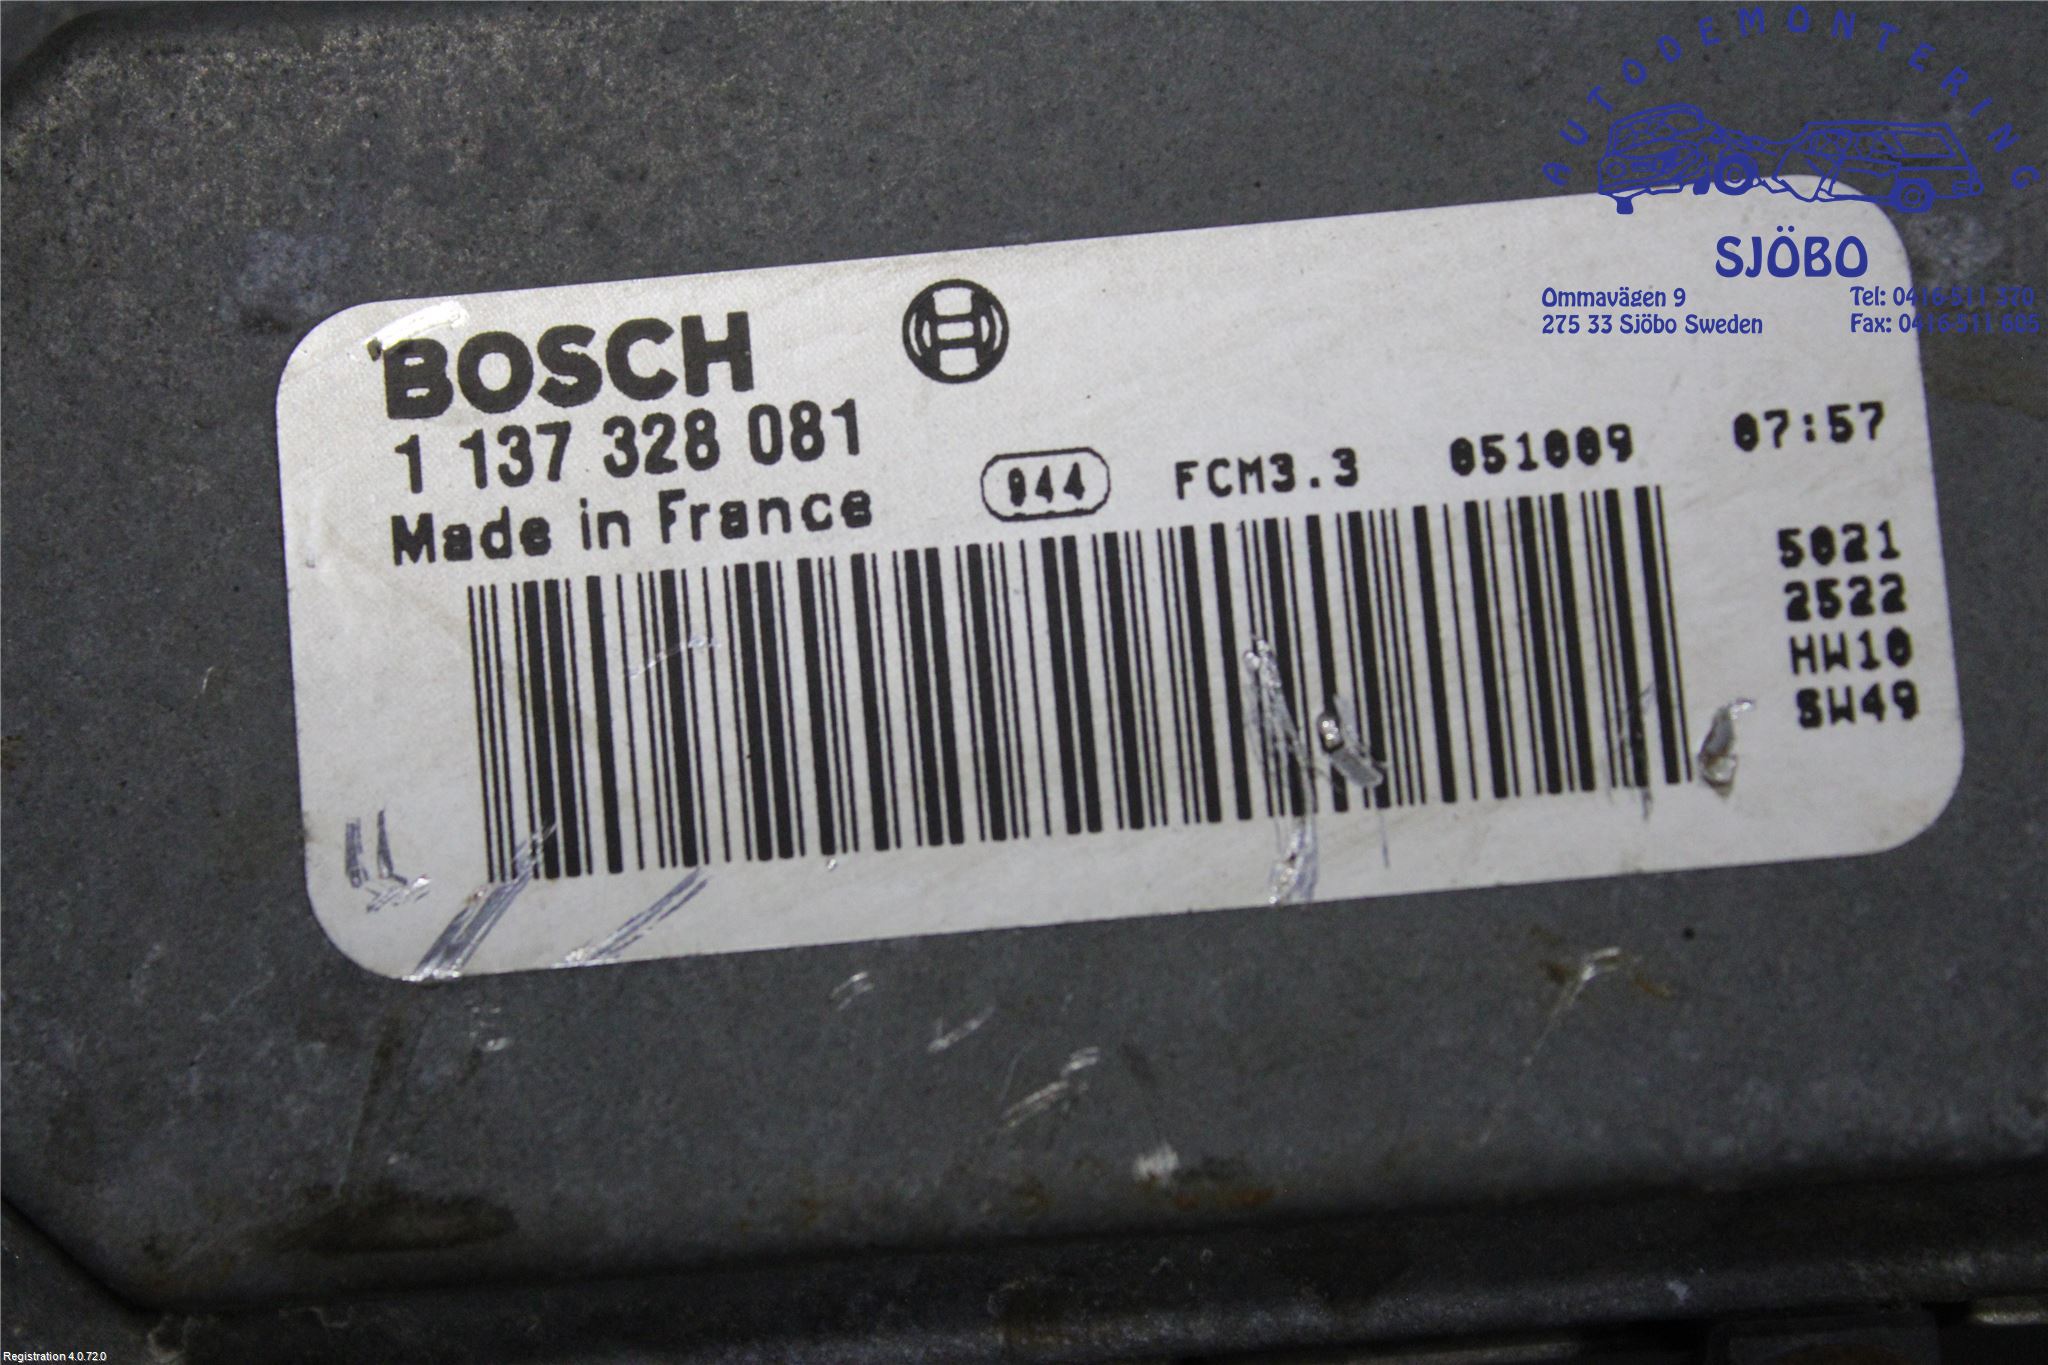 AUTODEMONTERING
SJÖBO
Ommavägen 9 Tel: 0416-511 370
275 33 Sjöbo Sweden Fax: 0416-511 605
BOSCH
1 137 328 081
Made in France
944 FCM3.3 051009 07:57
5021
2522
HW10
SW49
Registration 4.0.72.0